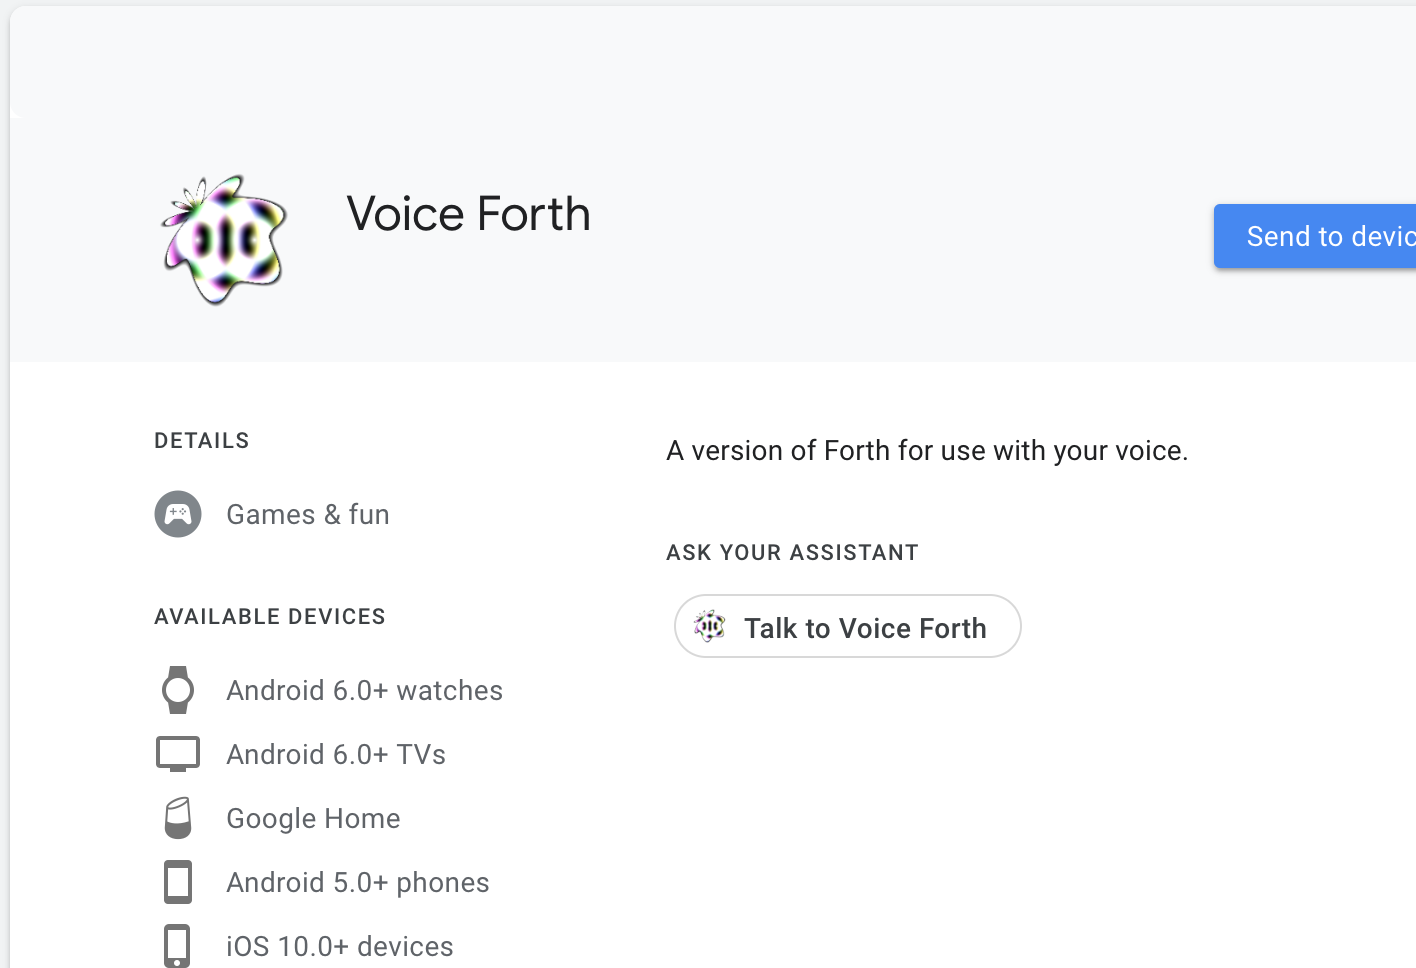 Voice Forth
Send to devic
DETAILS
Games & fun
AVAILABLE DEVICES
Android 6.0+ watches
Android 6.0+ TVs
Google Home
Android 5.0+ phones
iOS 10.0+ devices
A version of Forth for use with your voice.
ASK YOUR ASSISTANT
Talk to Voice Forth